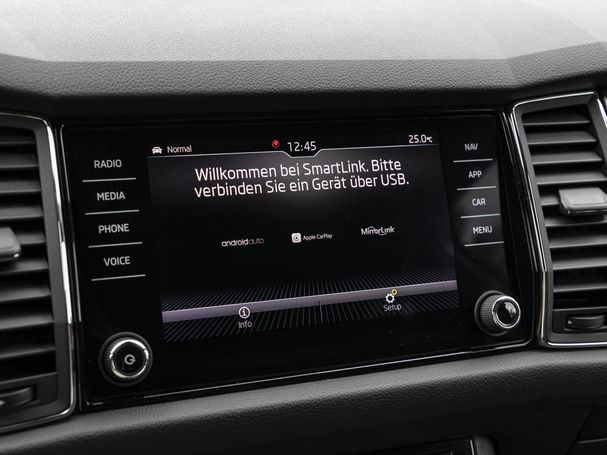 Normal
12:45
25.0°C
RADIO
MEDIA
PHONE
VOICE
Willkommen bei SmartLink. Bitte
verbinden Sie ein Gerät über USB.
androidauto
Apple CarPlay
MirrorLink
Info
Setup
NAV
APP
CAR
MENU